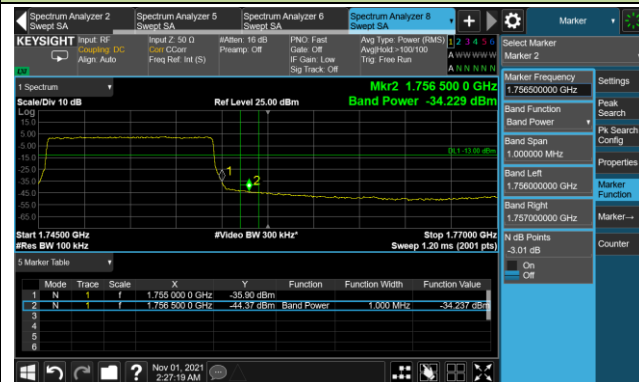 Spectrum Analyzer 2
Swept SA
Spectrum Analyzer 5
Swept SA
Spectrum Analyzer 6
Swept SA
Spectrum Analyzer 8
Swept SA
Marker
KEYSIGHT
Input: RF
Coupling: DC
Align: Auto
Input Z: 50 Ω
Corr CCorr
Freq Ref: Int (S)
#Atten: 16 dB
Preamp: Off
PNO: Fast
Gate: Off
IF Gain: Low
Sig Track: Off
Avg Type: Power (RMS)
Avg|Hold:>100/100
Trig: Free Run
1 2 3 4 5 6
A W W W W W
A N N N N N
Select Marker
Marker 2
1 Spectrum
Mkr2 1.756 500 0 GHz
Scale/Div 10 dB
Ref Level 25.00 dBm
Band Power -34.229 dBm
Log
15.0
5.00
-5.00
-15.0
-25.0
-35.0
-45.0
-55.0
-65.0
DL1 -13.00 dBm
1
2
Start 1.74500 GHz
#Video BW 300 kHz*
Stop 1.77000 GHz
#Res BW 100 kHz
Sweep 1.20 ms (2001 pts)
5 Marker Table
Mode Trace Scale X Y Function Function Width Function Value
1 N 1 f 1.755 000 0 GHz -35.90 dBm
2 N 1 f 1.756 500 0 GHz -44.37 dBm Band Power 1.000 MHz -34.237 dBm
3
4
5
6
Marker Frequency
1.756500000 GHz
Band Function
Band Power
Band Span
1.00000 MHz
Band Left
1.756000000 GHz
Band Right
1.757000000 GHz
N dB Points
-3.01 dB
On
Off
Settings
Peak
Search
Pk Search
Config
Properties
Marker
Function
Marker→
Counter
?
Nov 01, 2021
2:27:19 AM